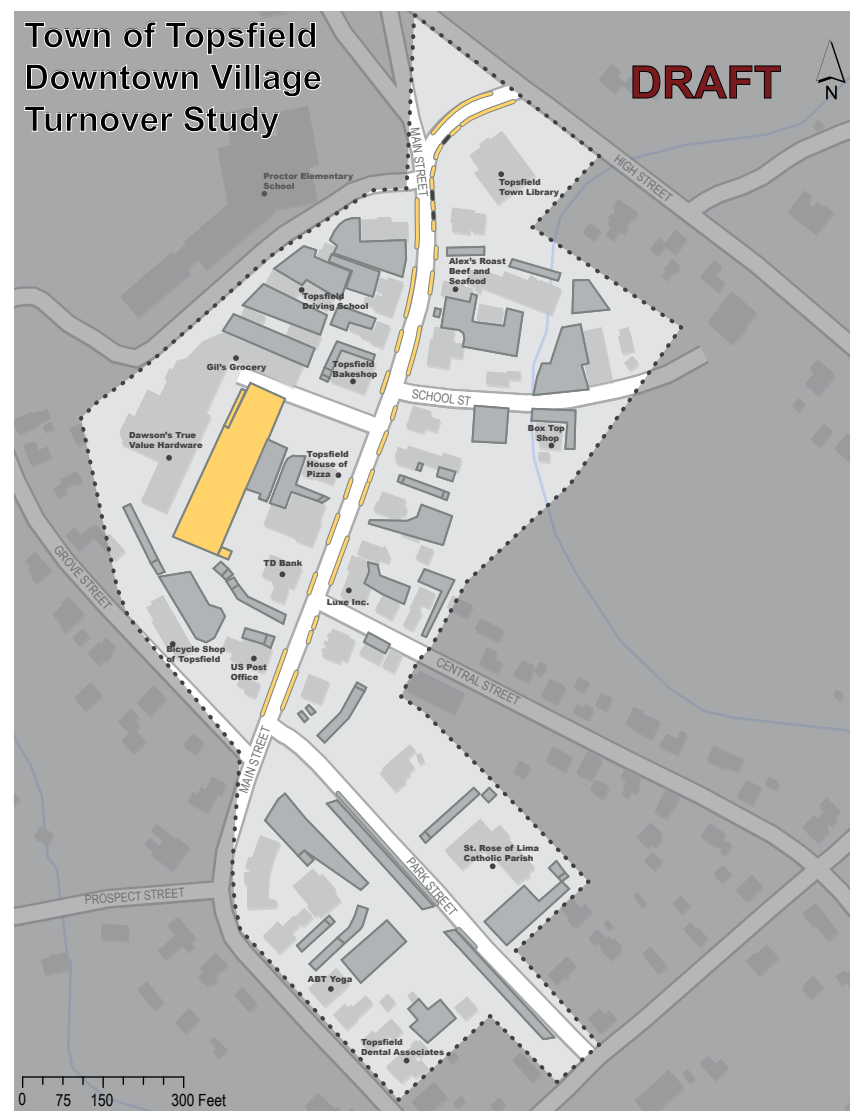 Town of Topsfield
Downtown Village
Turnover Study
DRAFT
N
MAIN STREET
HIGH STREET
Proctor Elementary
School
Topsfield
Town Library
Alex's Roast
Beef and
Seafood
Topsfield
Driving School
Gil's Grocery
Topsfield
Bakeshop
SCHOOL ST
Box Top
Shop
Dawson's True
Value Hardware
Topsfield
House of
Pizza
GROVE STREET
TD Bank
Luxe Inc.
Bicycle Shop
of Topsfield
US Post
Office
CENTRAL STREET
MAIN STREET
St. Rose of Lima
Catholic Parish
PARK STREET
PROSPECT STREET
ABT Yoga
Topsfield
Dental Associates
0 75 150 300 Feet